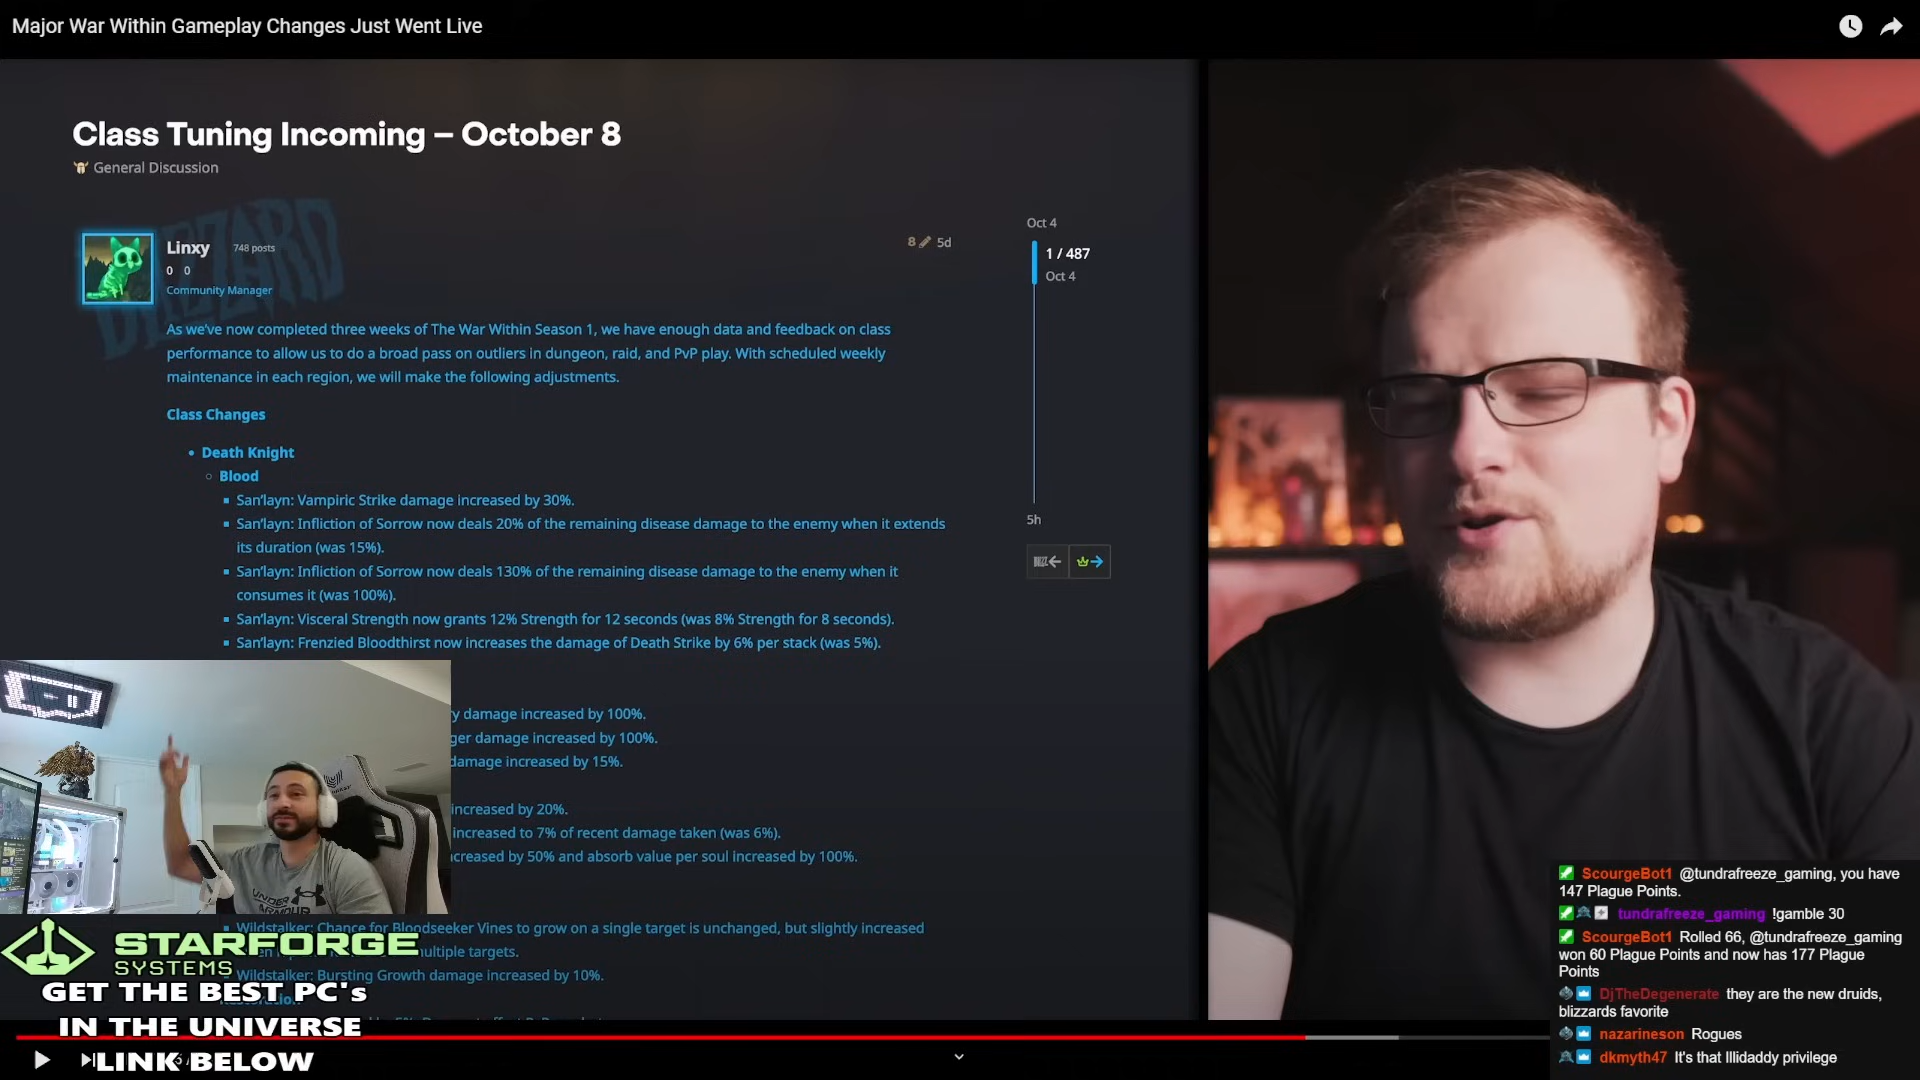 Major War Within Gameplay Changes Just Went Live
Class Tuning Incoming – October 8
General Discussion
Linxy 748 posts
8 5d
0 0
Community Manager
Oct 4
1 / 487
Oct 4
5h
As we've now completed three weeks of The War Within Season 1, we have enough data and feedback on class
performance to allow us to do a broad pass on outliers in dungeon, raid, and PvP play. With scheduled weekly
maintenance in each region, we will make the following adjustments.
Class Changes
Death Knight
Blood
San'layn: Vampiric Strike damage increased by 30%.
San'layn: Infliction of Sorrow now deals 20% of the remaining disease damage to the enemy when it extends
its duration (was 15%).
San'layn: Infliction of Sorrow now deals 130% of the remaining disease damage to the enemy when it
consumes it (was 100%).
San'layn: Visceral Strength now grants 12% Strength for 12 seconds (was 8% Strength for 8 seconds).
San'layn: Frenzied Bloodthirst now increases the damage of Death Strike by 6% per stack (was 5%).
damage increased by 100%.
damage increased by 100%.
damage increased by 15%.
increased by 20%.
increased to 7% of recent damage taken (was 6%).
increased by 50% and absorb value per soul increased by 100%.
Wildstalker: Chance for Bloodseeker Vines to grow on a single target is unchanged, but slightly increased
multiple targets.
Wildstalker: Bursting Growth damage increased by 10%.
Restoration
UNDER ARMOUR
STARFORGE
SYSTEMS
GET THE BEST PC's
IN THE UNIVERSE
LINK BELOW
ScourgeBot1 @tundrafreeze_gaming, you have
147 Plague Points.
tundrafreeze_gaming !gamble 30
ScourgeBot1 Rolled 66, @tundrafreeze_gaming
won 60 Plague Points and now has 177 Plague
Points
DjTheDegenerate they are the new druids,
blizzards favorite
nazarineson Rogues
dkmyth47 It's that Illidaddy privilege